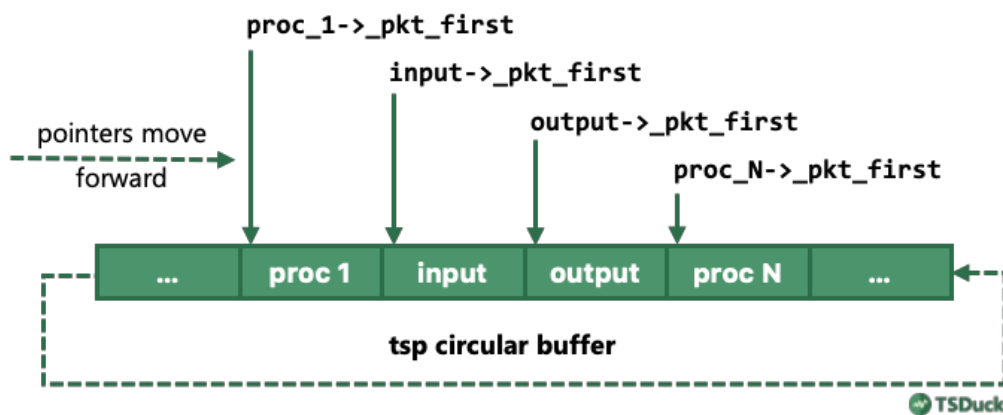 proc_1->_pkt_first
input->_pkt_first
output->_pkt_first
pointers move
forward
proc_N->_pkt_first
... proc 1 input output proc N ...
tsp circular buffer
TSDuck